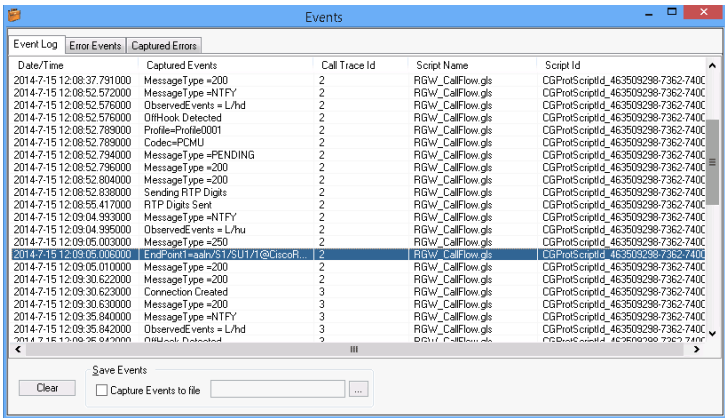 Events
Event Log Error Events Captured Errors
Date/Time Captured Events Call Trace Id Script Name Script Id
2014-7-15 12:08:37.791000 MessageType =200 2 RGW_CallFlow.gls CGProtScriptId_463509298-7362-7400
2014-7-15 12:08:52.572000 MessageType =NTFY 2 RGW_CallFlow.gls CGProtScriptId_463509298-7362-7400
2014-7-15 12:08:52.576000 ObservedEvents = L/hd 2 RGW_CallFlow.gls CGProtScriptId_463509298-7362-7400
2014-7-15 12:08:52.576000 OffHook Detected 2 RGW_CallFlow.gls CGProtScriptId_463509298-7362-7400
2014-7-15 12:08:52.789000 Profile=Profile0001 2 RGW_CallFlow.gls CGProtScriptId_463509298-7362-7400
2014-7-15 12:08:52.789000 Codec=PCMU 2 RGW_CallFlow.gls CGProtScriptId_463509298-7362-7400
2014-7-15 12:08:52.794000 MessageType =PENDING 2 RGW_CallFlow.gls CGProtScriptId_463509298-7362-7400
2014-7-15 12:08:52.796000 MessageType =200 2 RGW_CallFlow.gls CGProtScriptId_463509298-7362-7400
2014-7-15 12:08:52.804000 MessageType =200 2 RGW_CallFlow.gls CGProtScriptId_463509298-7362-7400
2014-7-15 12:08:52.838000 Sending RTP Digits 2 RGW_CallFlow.gls CGProtScriptId_463509298-7362-7400
2014-7-15 12:08:55.417000 RTP Digits Sent 2 RGW_CallFlow.gls CGProtScriptId_463509298-7362-7400
2014-7-15 12:09:04.993000 MessageType =NTFY 2 RGW_CallFlow.gls CGProtScriptId_463509298-7362-7400
2014-7-15 12:09:04.995000 ObservedEvents = L/hu 2 RGW_CallFlow.gls CGProtScriptId_463509298-7362-7400
2014-7-15 12:09:05.003000 MessageType =250 2 RGW_CallFlow.gls CGProtScriptId_463509298-7362-7400
2014-7-15 12:09:05.006000 EndPoint1=aaln/S1/SU1/1@CiscoR... 2 RGW_CallFlow.gls CGProtScriptId_463509298-7362-7400
2014-7-15 12:09:05.010000 MessageType =200 2 RGW_CallFlow.gls CGProtScriptId_463509298-7362-7400
2014-7-15 12:09:30.622000 MessageType =200 2 RGW_CallFlow.gls CGProtScriptId_463509298-7362-7400
2014-7-15 12:09:30.623000 Connection Created 3 RGW_CallFlow.gls CGProtScriptId_463509298-7362-7400
2014-7-15 12:09:30.630000 MessageType =200 3 RGW_CallFlow.gls CGProtScriptId_463509298-7362-7400
2014-7-15 12:09:35.840000 MessageType =NTFY 3 RGW_CallFlow.gls CGProtScriptId_463509298-7362-7400
2014-7-15 12:09:35.842000 ObservedEvents = L/hd 3 RGW_CallFlow.gls CGProtScriptId_463509298-7362-7400
2014-7-15 12:09:35.842000 OffHook Detected 3 RGW_CallFlow.gls CGProtScriptId_463509298-7362-7400
Save Events
Clear Capture Events to file ...